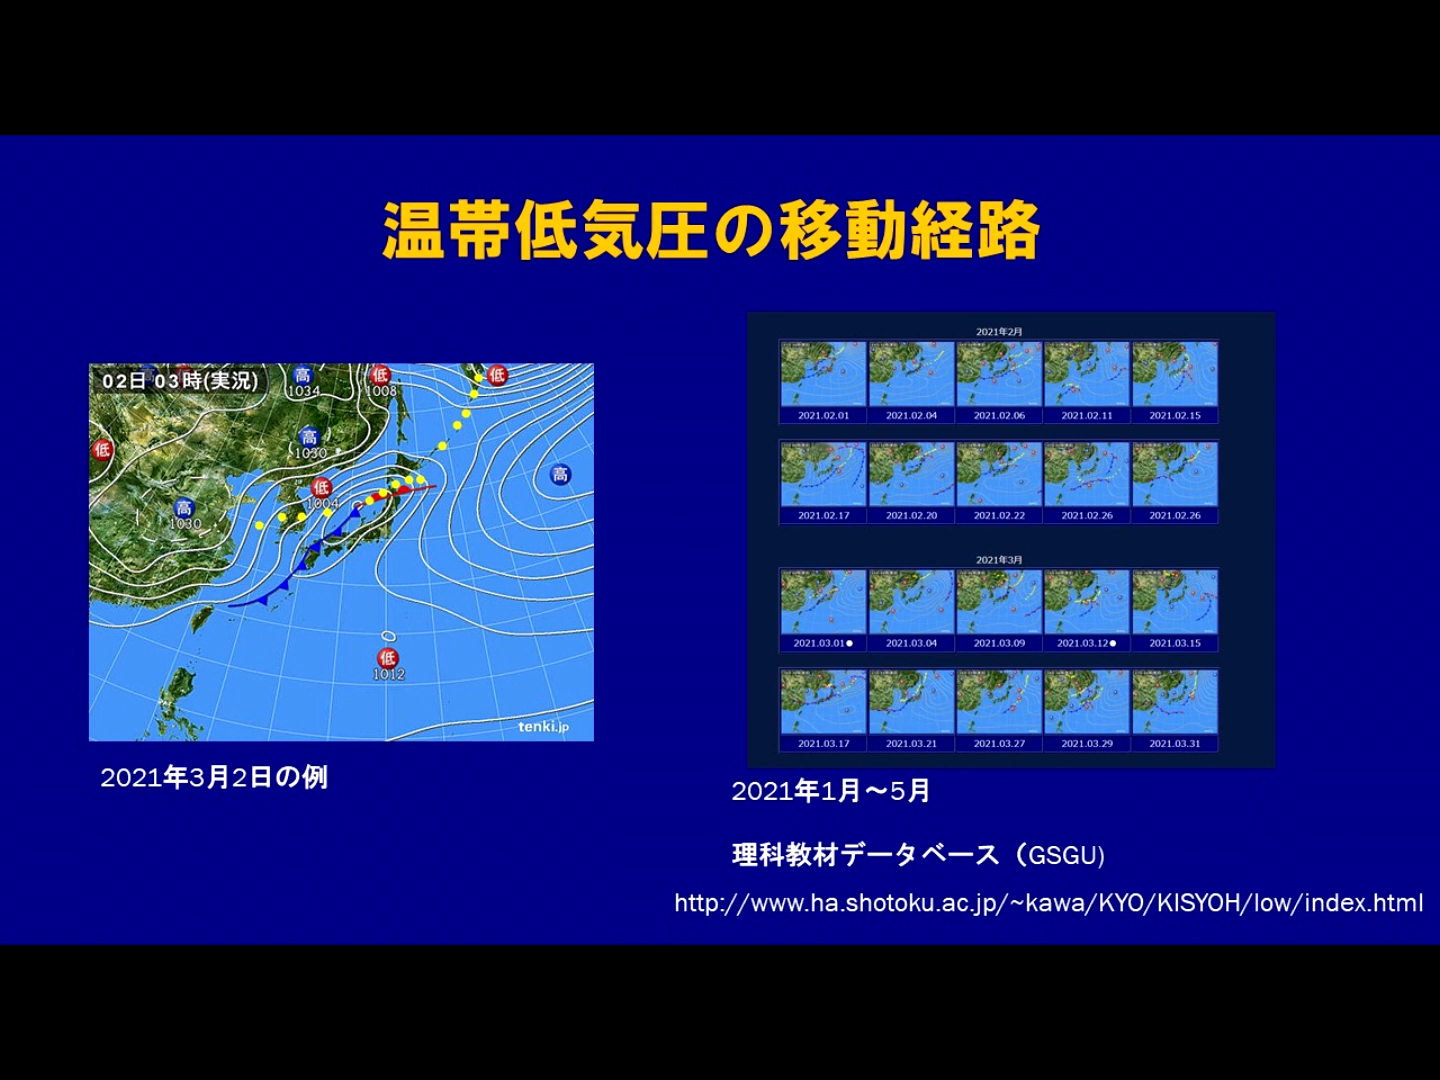 温帯低気圧の移動経路
02日 03時(実況)
高
1034
低
1008
低
低
高
1030
高
低
1004
高
1030
低
1012
tenki.jp
2021年3月2日の例
2021年2月
2021.02.01 2021.02.04 2021.02.06 2021.02.11 2021.02.15
2021.02.17 2021.02.20 2021.02.22 2021.02.26 2021.02.26
2021年3月
2021.03.01● 2021.03.04 2021.03.09 2021.03.12● 2021.03.15
2021.03.17 2021.03.21 2021.03.27 2021.03.29 2021.03.31
2021年1月～5月
理科教材データベース（GSGU)
http://www.ha.shotoku.ac.jp/~kawa/KYO/KISYOH/low/index.html